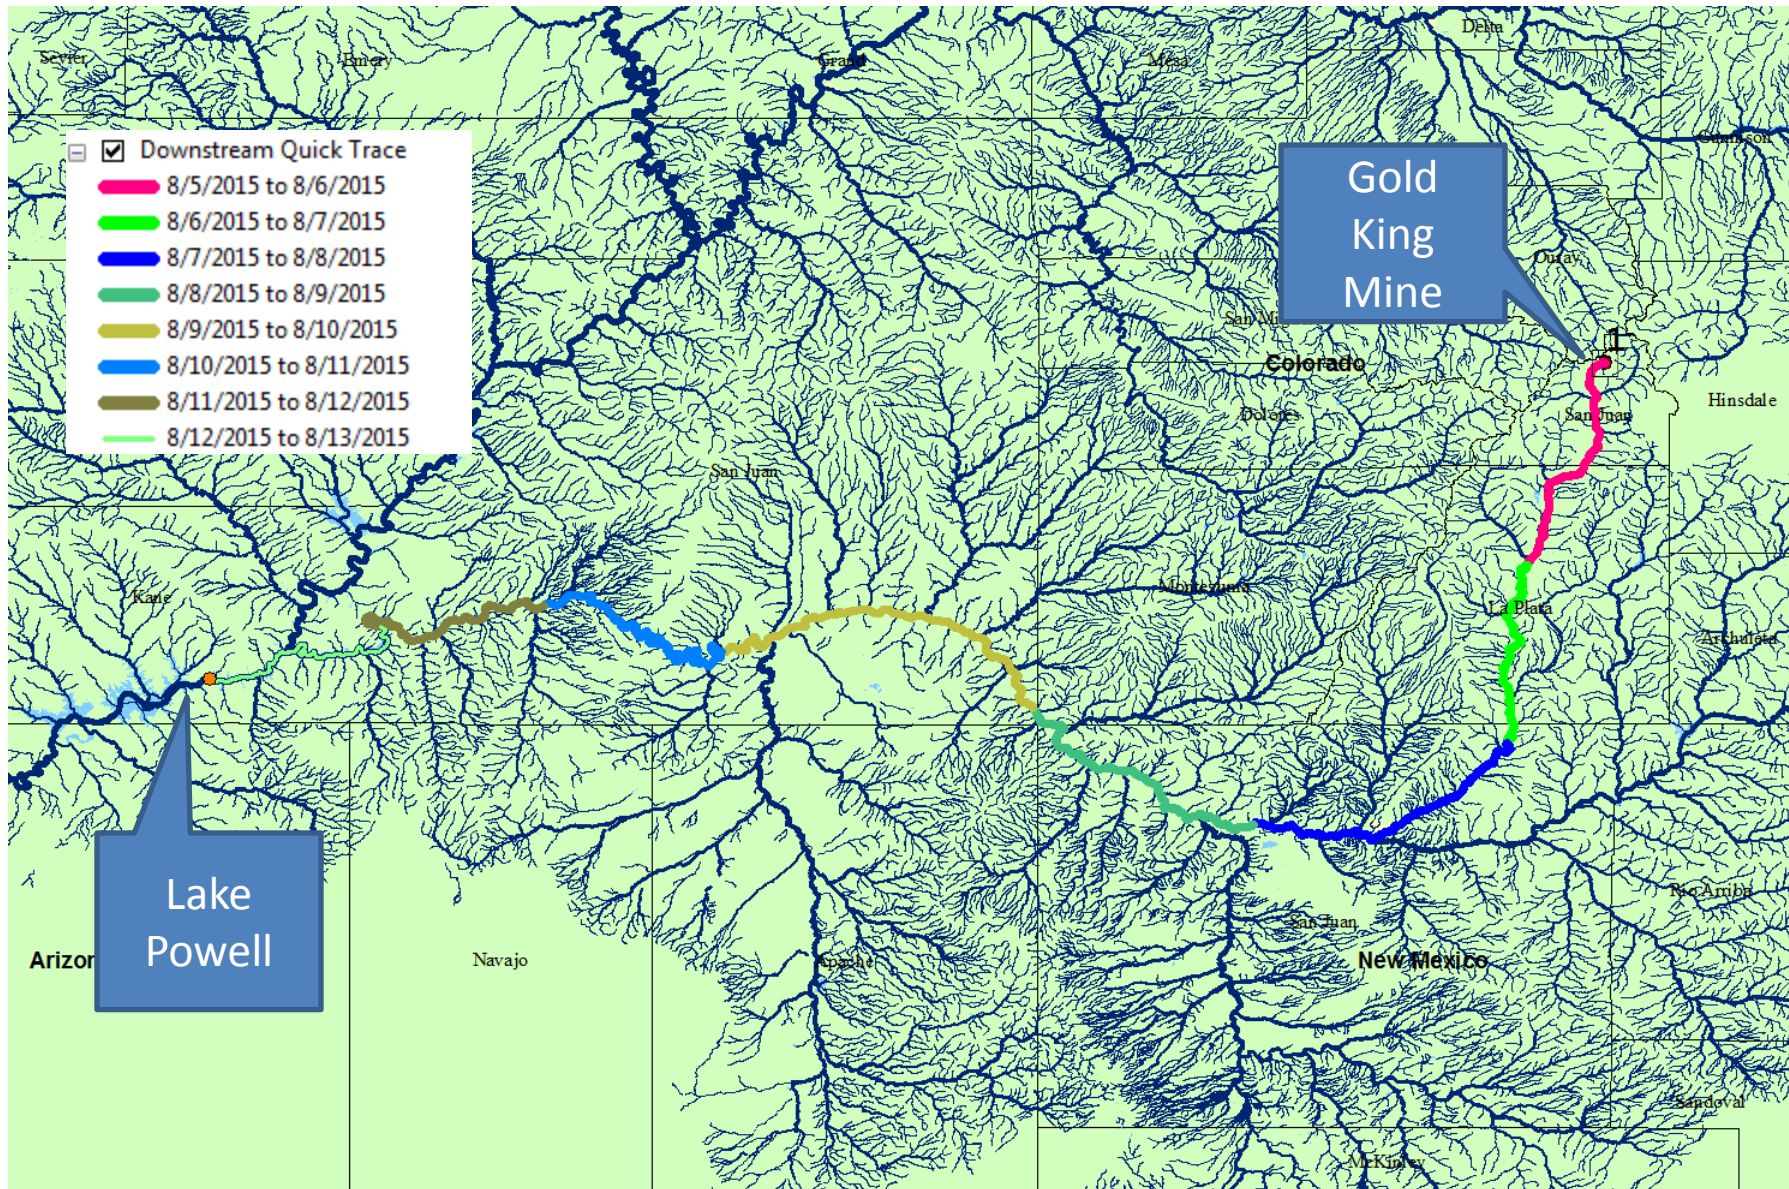 Sevier
Emery
Grand
Mesa
Delta
Gunnison
Downstream Quick Trace
8/5/2015 to 8/6/2015
8/6/2015 to 8/7/2015
8/7/2015 to 8/8/2015
8/8/2015 to 8/9/2015
8/9/2015 to 8/10/2015
8/10/2015 to 8/11/2015
8/11/2015 to 8/12/2015
8/12/2015 to 8/13/2015
Gold
King
Mine
Ouray
San Mi
1
Colorado
Dolores
San Juan
Hinsdale
San Juan
Kane
Montezuma
La Plata
Archuleta
Lake
Powell
Arizon
Navajo
Apache
San Juan
New Mexico
Rio Arriba
Sandoval
McKinley